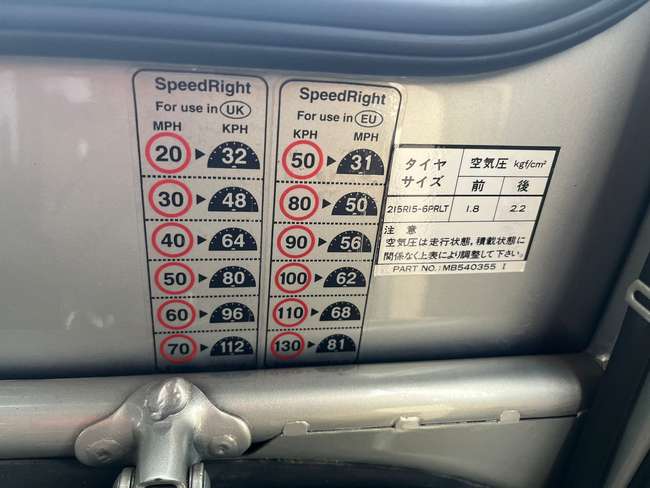 SpeedRight
For use in UK
MPH KPH
20 32
30 48
40 64
50 80
60 96
70 112
SpeedRight
For use in EU
KPH MPH
50 31
80 50
90 56
100 62
110 68
130 81
タイヤサイズ 空気圧 kgf/cm²
前 後
215R15-6PRLT 1.8 2.2
注 意
空気圧は走行状態，積載状態に
関係なく上表により調整して下さい。
PART NO.: MB540355 I